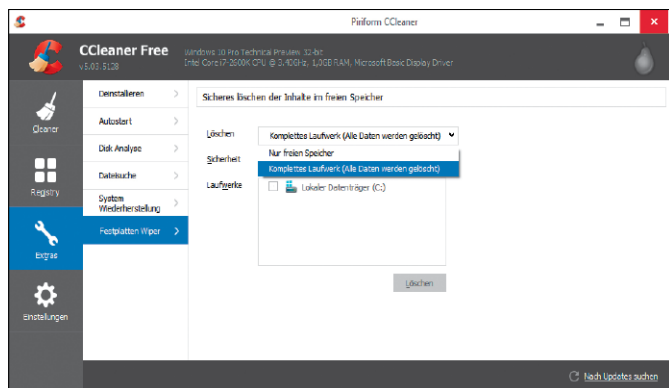 Piriform CCleaner
CCleaner Free
v5.03.5128
Windows 10 Pro Technical Preview 32-bit
Intel Core i7-2600K CPU @ 3.40GHz, 1,0GB RAM, Microsoft Basic Display Driver
Cleaner
Registry
Extras
Einstellungen
Deinstallieren
Autostart
Disk Analyse
Dateisuche
System
Wiederherstellung
Festplatten Wiper
Sicheres löschen der Inhalte im freien Speicher
Löschen
Komplettes Laufwerk (Alle Daten werden gelöscht)
Nur freien Speicher
Sicherheit
Komplettes Laufwerk (Alle Daten werden gelöscht)
Laufwerke
Lokaler Datenträger (C:)
Löschen
Nach Updates suchen